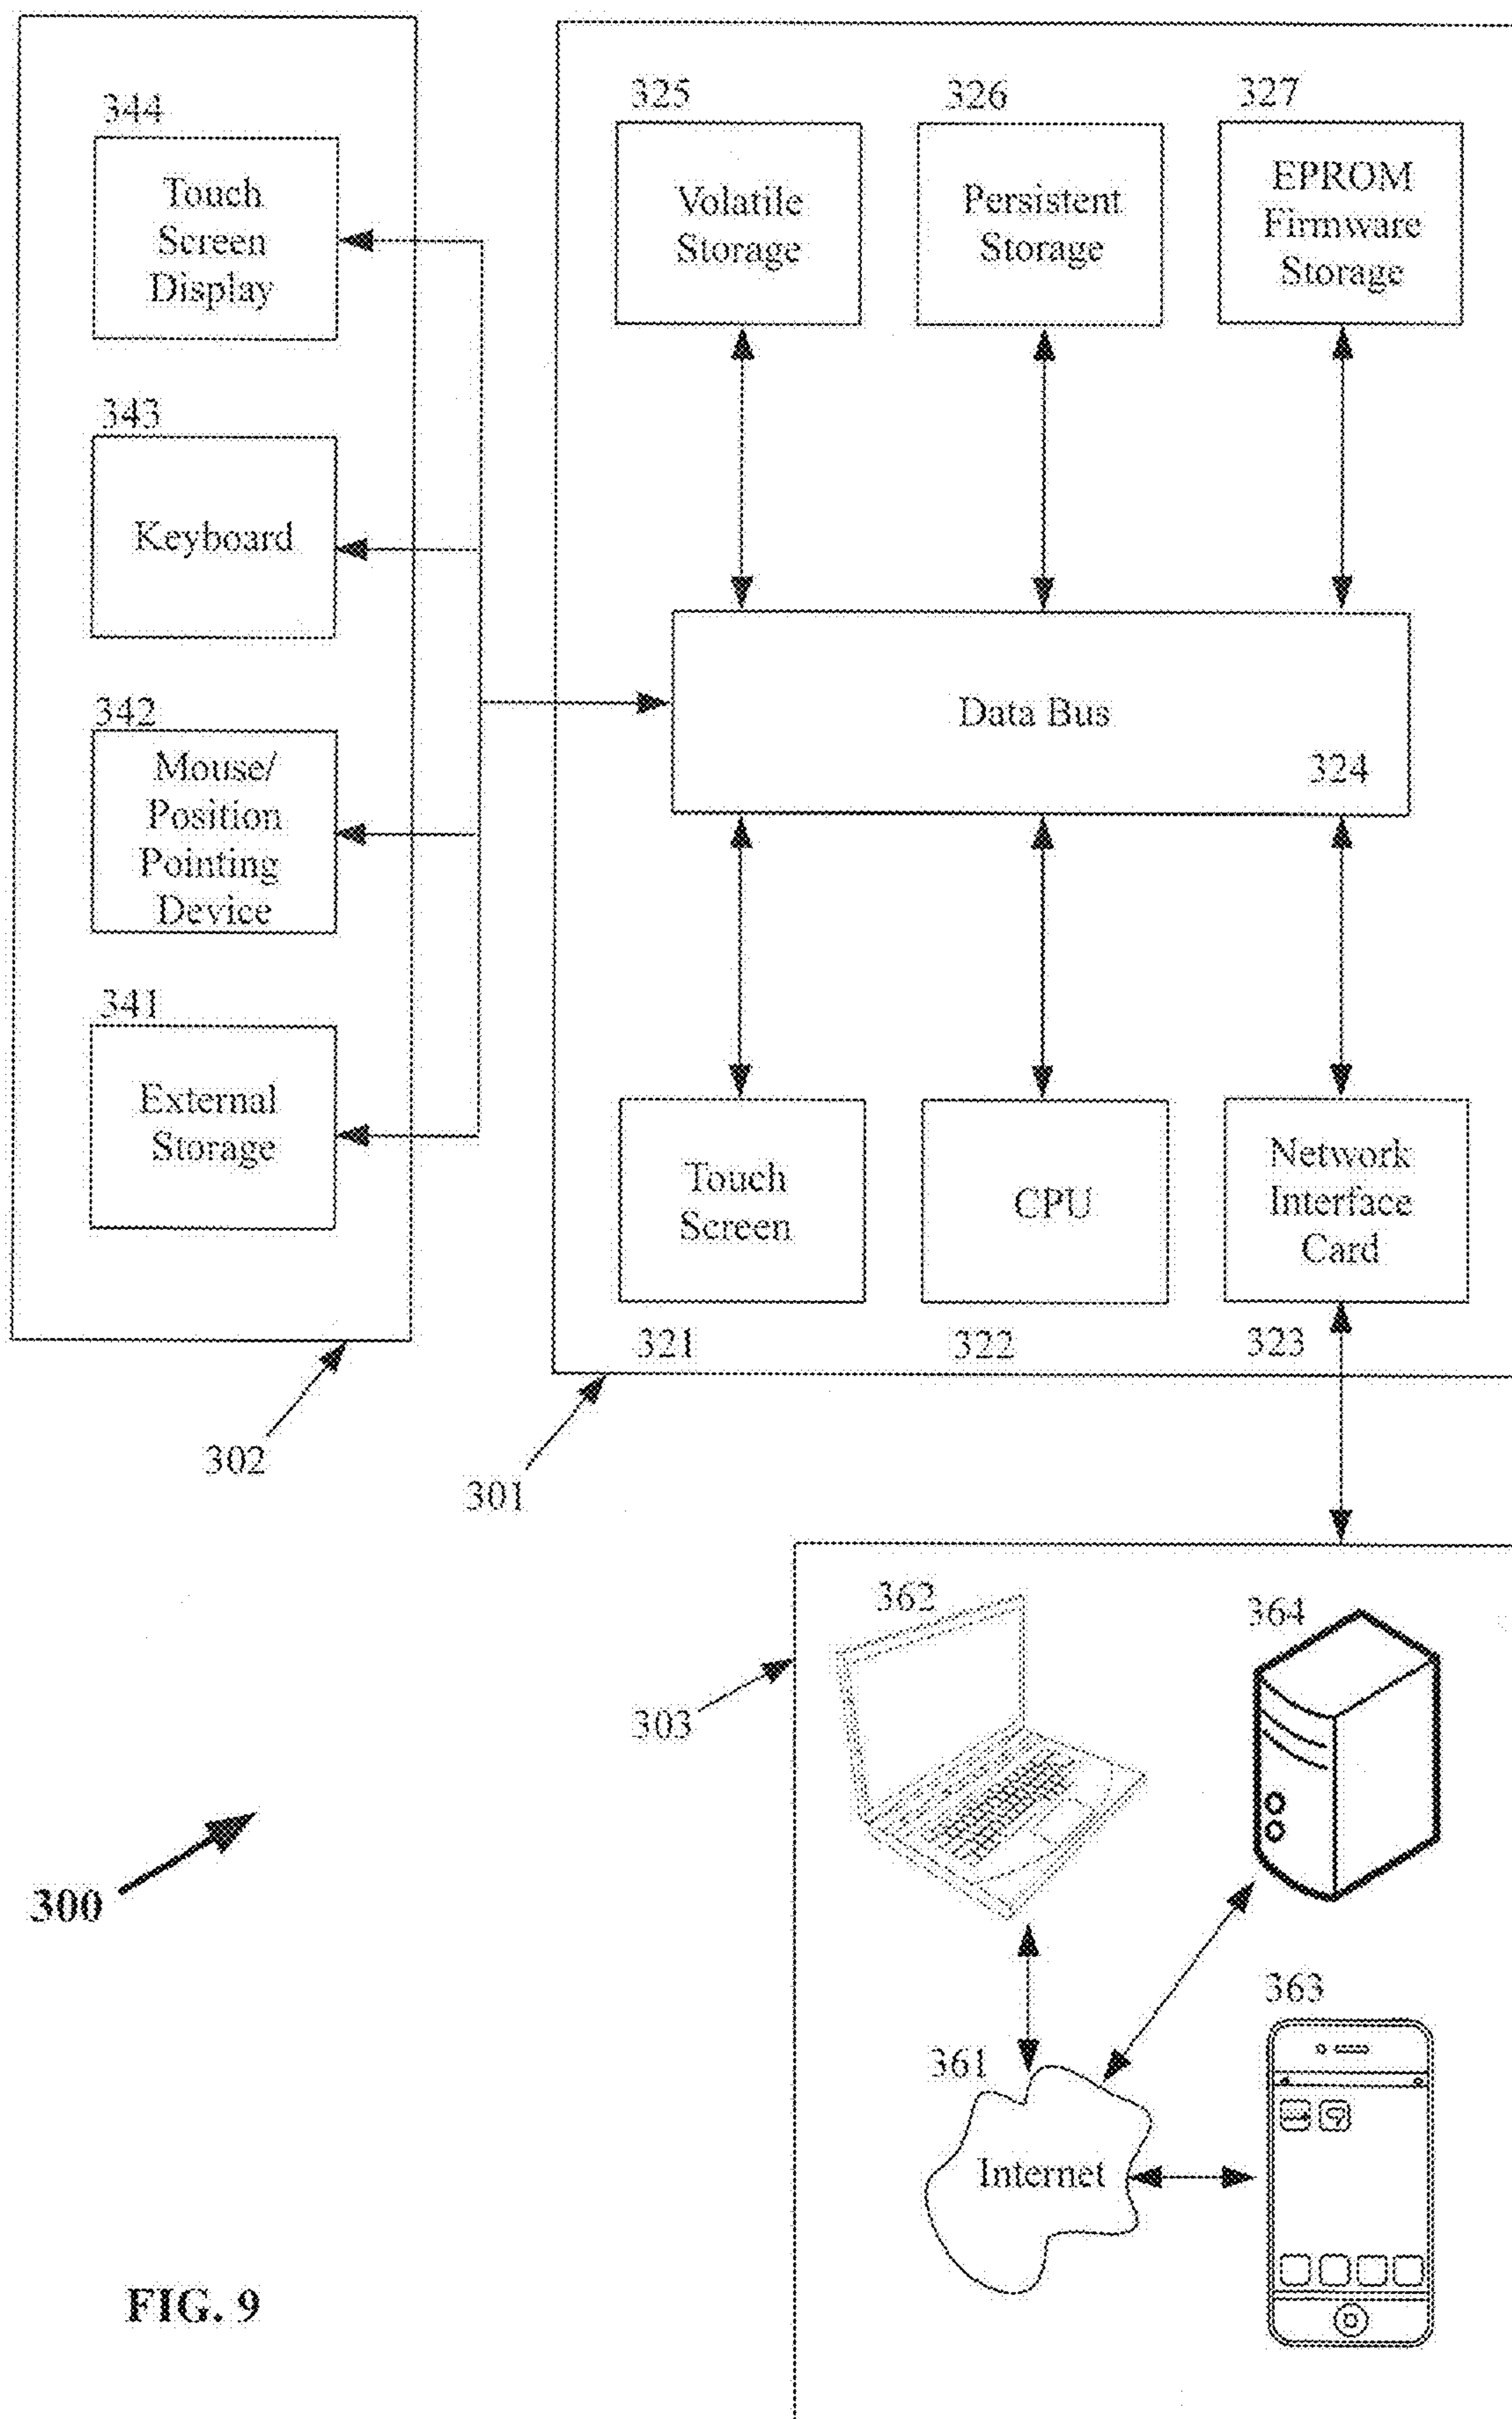 344
Touch
Screen
Display
343
Keyboard
342
Mouse/
Position
Pointing
Device
341
External
Storage
302
325
Volatile
Storage
326
Persistent
Storage
327
EPROM
Firmware
Storage
Data Bus
324
Touch
Screen
321
CPU
322
Network
Interface
Card
323
301
303
362
364
361
Internet
363
300
FIG. 9